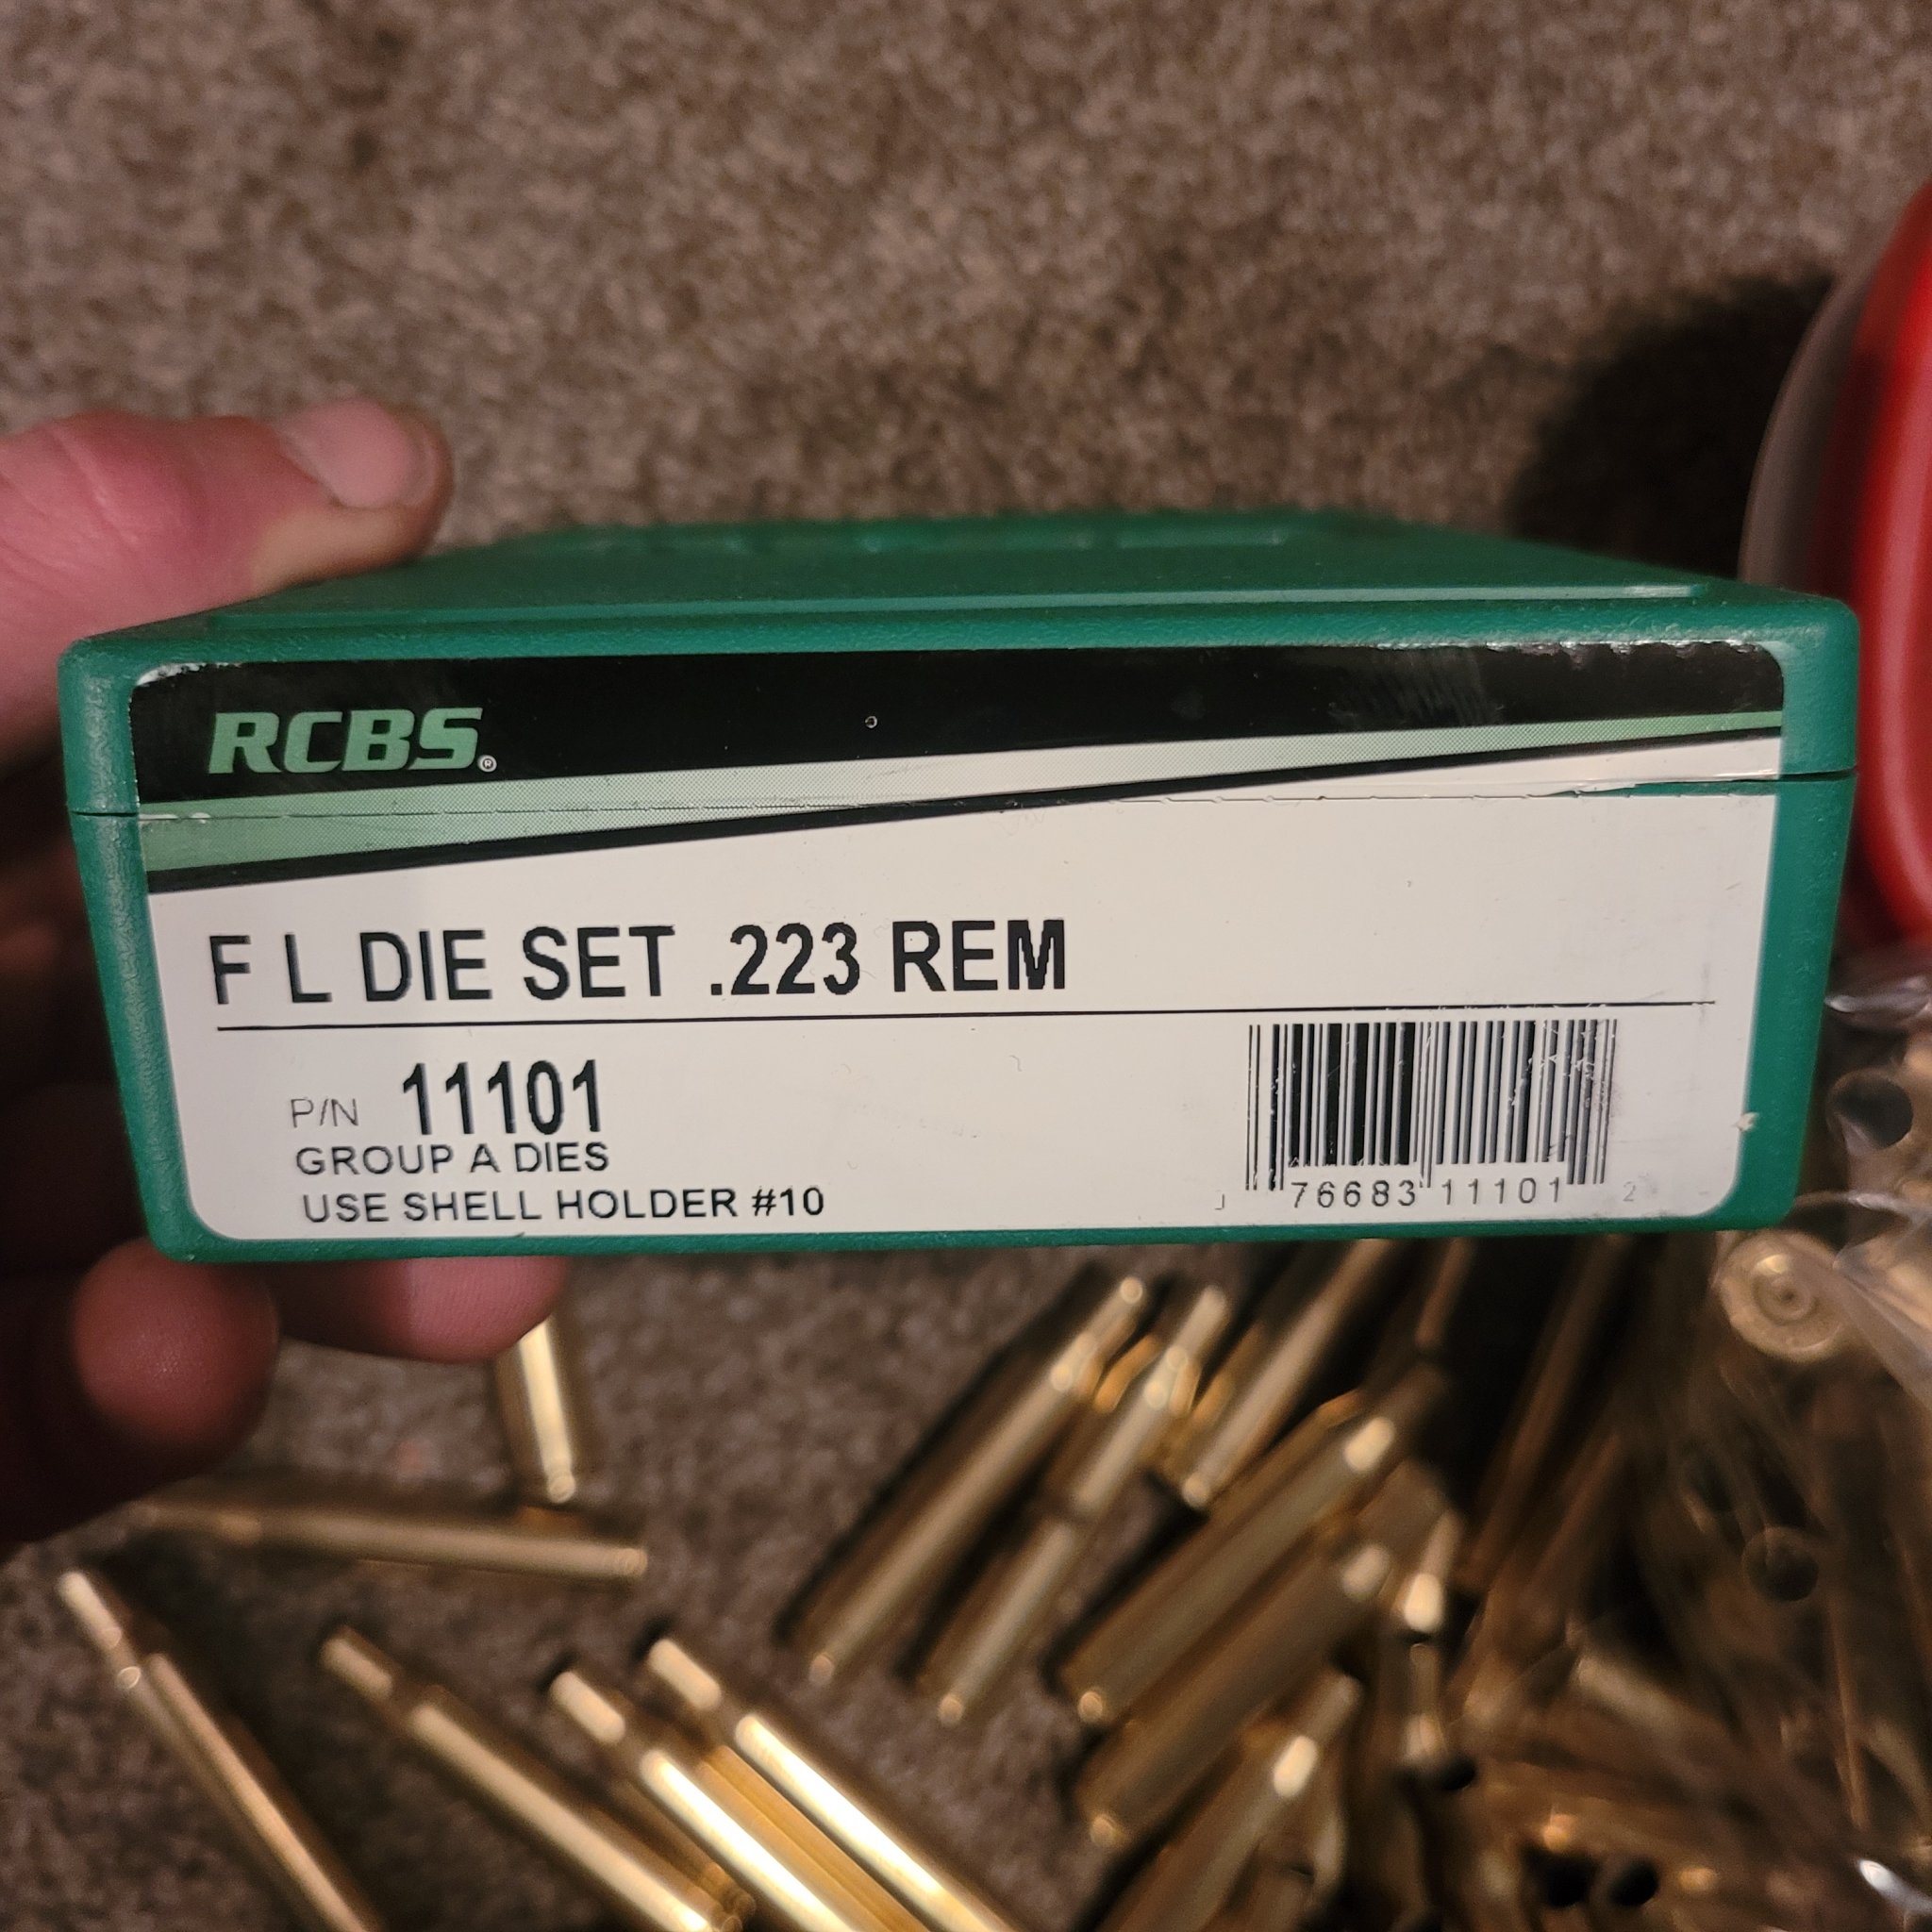 RCBS®
F L DIE SET .223 REM
P/N 11101
GROUP A DIES
USE SHELL HOLDER #10
76683 11101 2